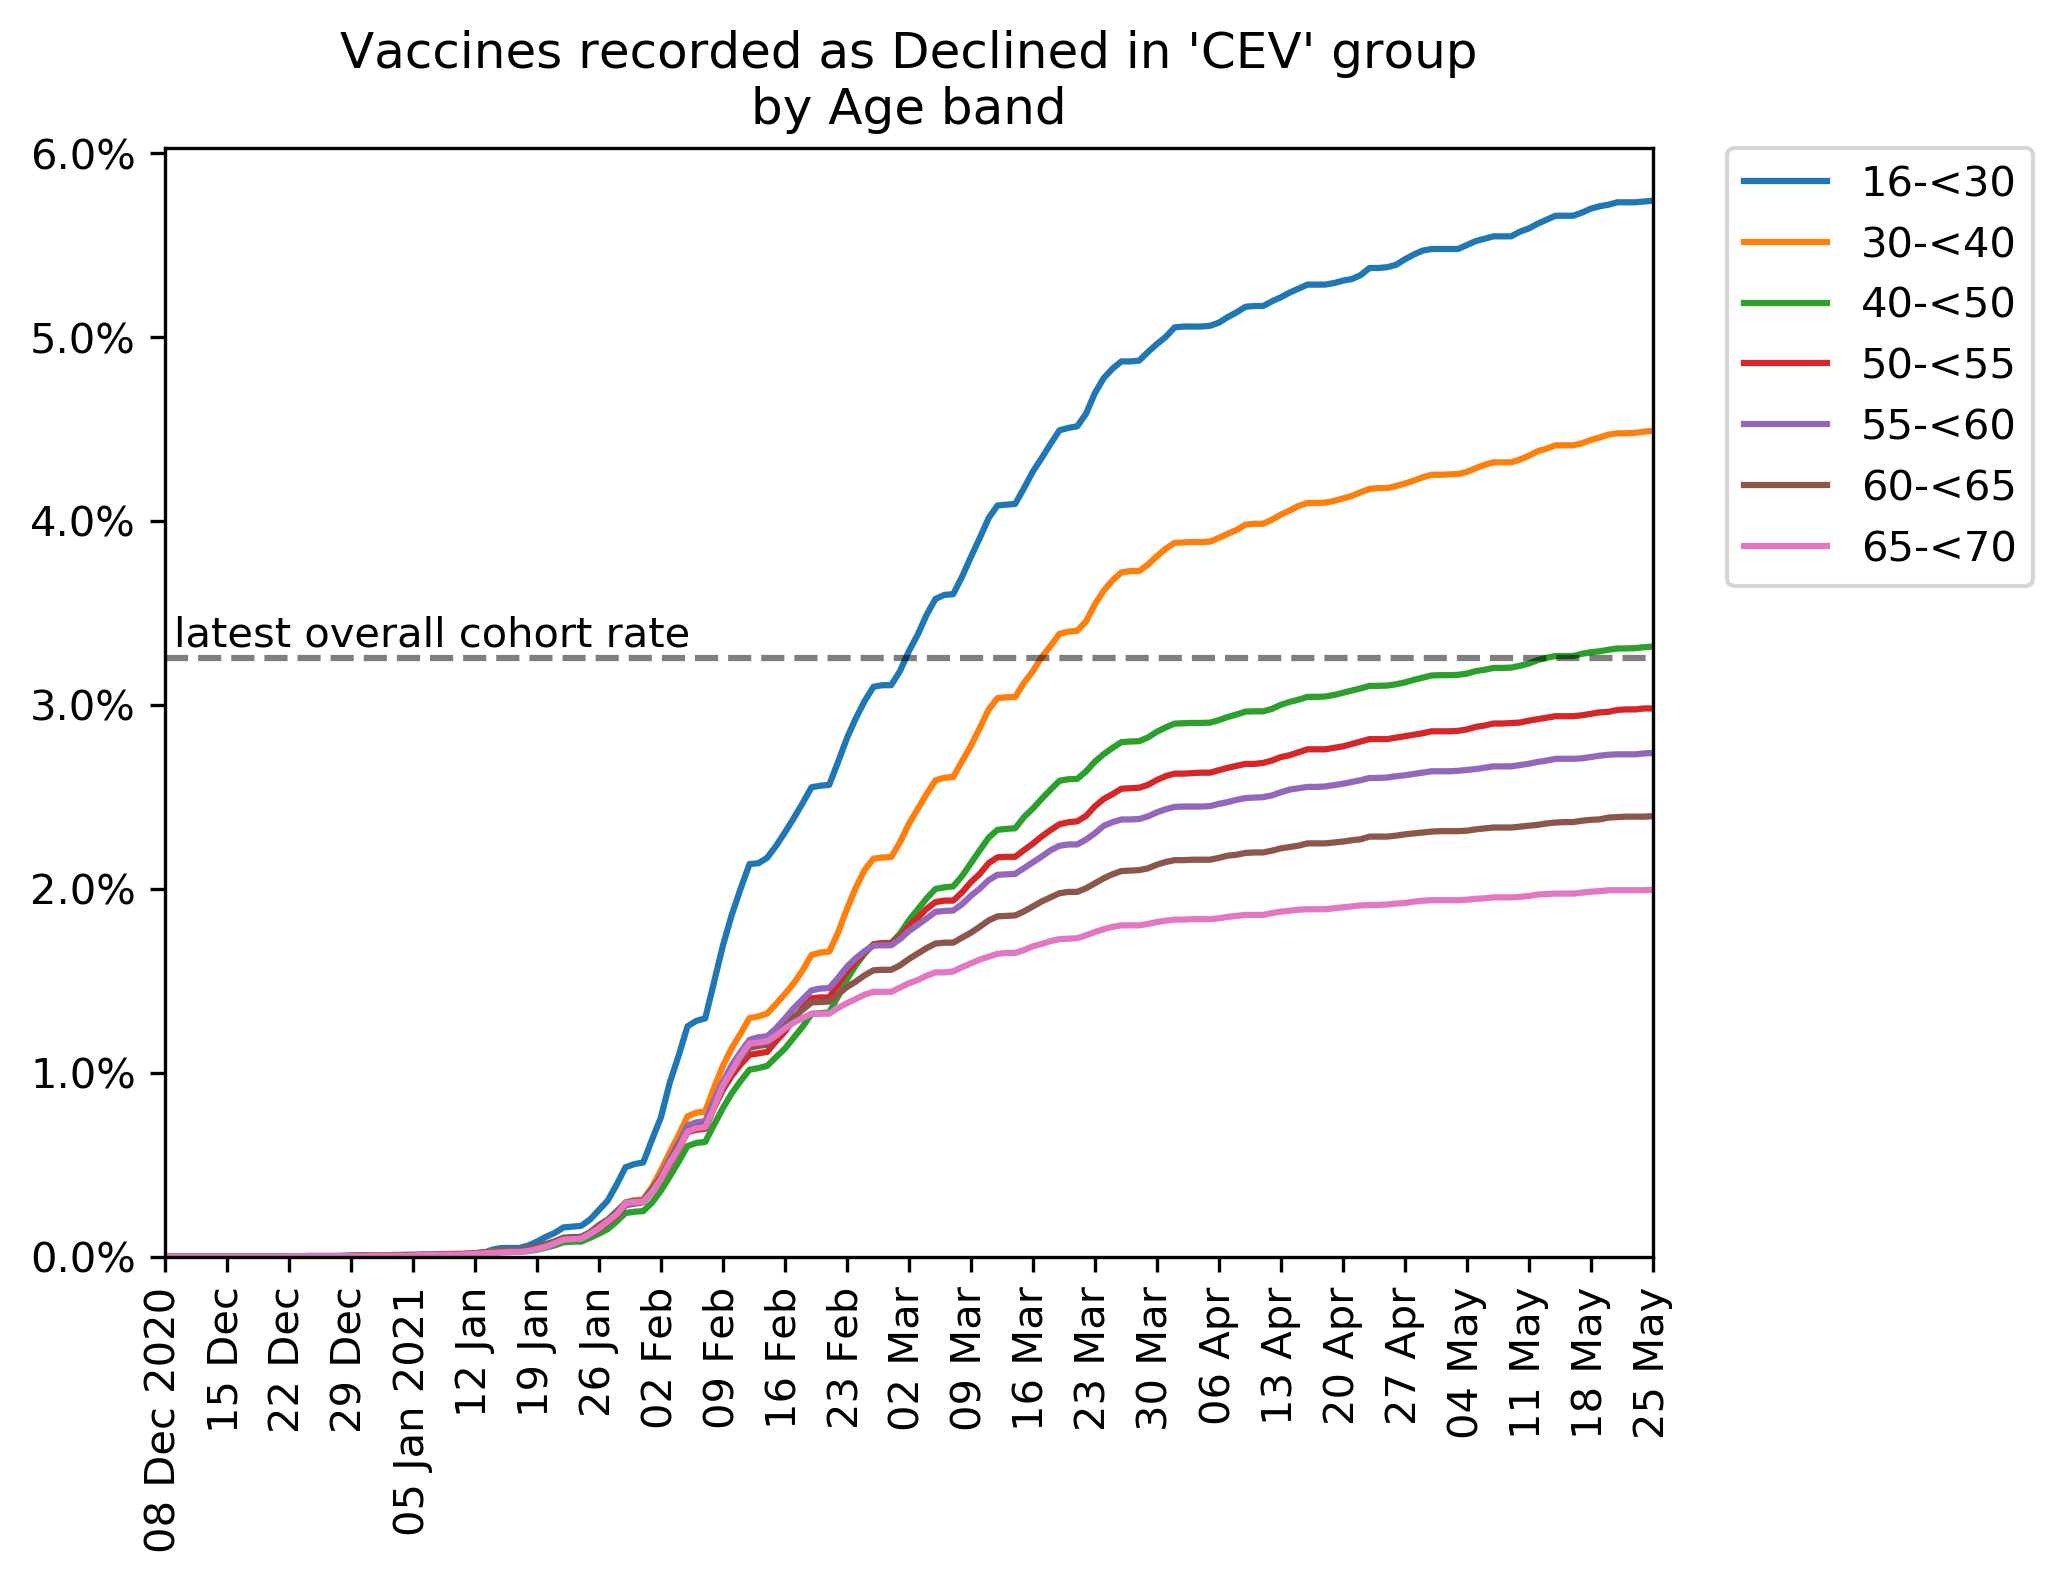 Vaccines recorded as Declined in 'CEV' group
by Age band
6.0%
5.0%
4.0%
3.0%
2.0%
1.0%
0.0%
latest overall cohort rate
08 Dec 2020
15 Dec
22 Dec
29 Dec
05 Jan 2021
12 Jan
19 Jan
26 Jan
02 Feb
09 Feb
16 Feb
23 Feb
02 Mar
09 Mar
16 Mar
23 Mar
30 Mar
06 Apr
13 Apr
20 Apr
27 Apr
04 May
11 May
18 May
25 May
16-<30
30-<40
40-<50
50-<55
55-<60
60-<65
65-<70